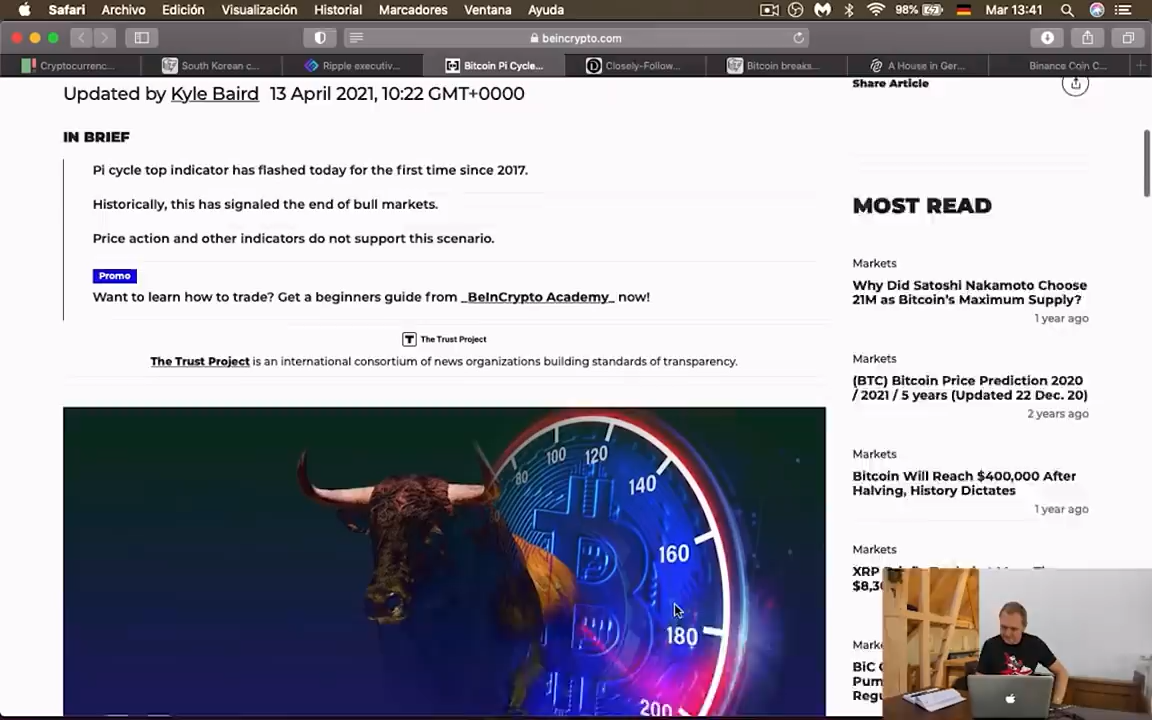 Safari Archivo Edición Visualización Historial Marcadores Ventana Ayuda 98% Mar 13:41
beincrypto.com
Cryptocurrenc... South Korean c... Ripple executiv... Bitcoin Pi Cycle... Closely-Follow... Bitcoin breaks... A House in Ger... Binance Coin C...
Updated by Kyle Baird 13 April 2021, 10:22 GMT+0000
IN BRIEF
Pi cycle top indicator has flashed today for the first time since 2017.
Historically, this has signaled the end of bull markets.
Price action and other indicators do not support this scenario.
Promo
Want to learn how to trade? Get a beginners guide from _BeInCrypto Academy_ now!
The Trust Project
The Trust Project is an international consortium of news organizations building standards of transparency.
80
100
120
140
160
180
200
Share Article
MOST READ
Markets
Why Did Satoshi Nakamoto Choose
21M as Bitcoin's Maximum Supply?
1 year ago
Markets
(BTC) Bitcoin Price Prediction 2020
/ 2021 / 5 years (Updated 22 Dec. 20)
2 years ago
Markets
Bitcoin Will Reach $400,000 After
Halving, History Dictates
1 year ago
Markets
XRP
$8,3
Marke
BiC
Pum
Regu